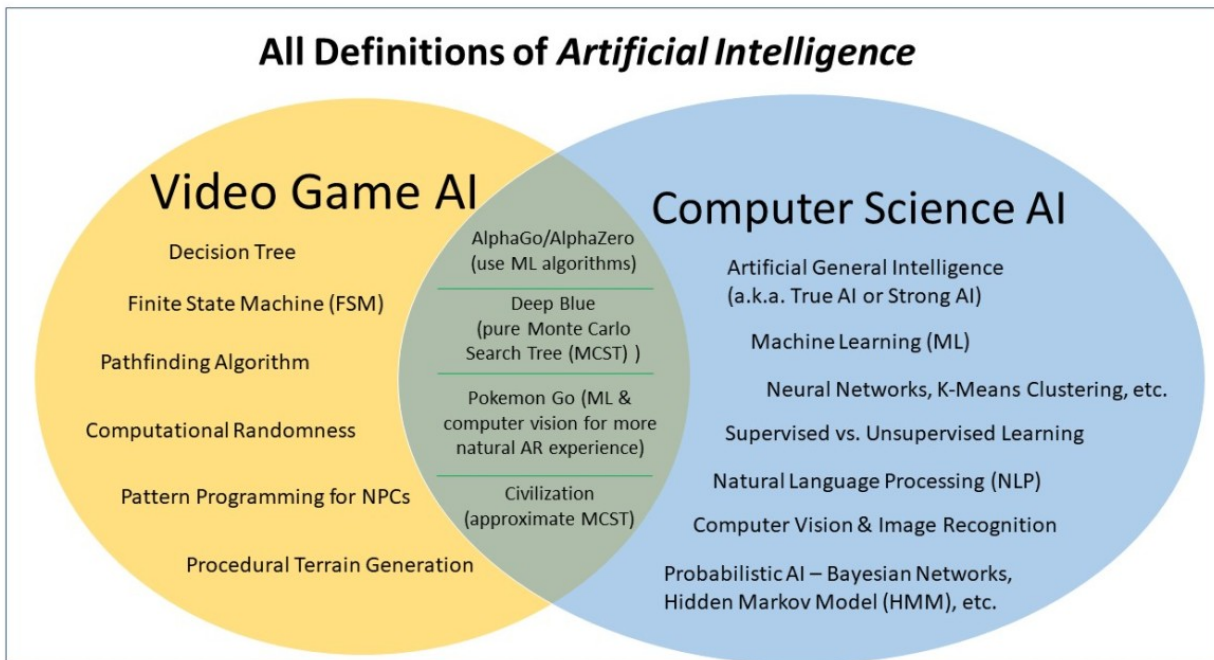 All Definitions of Artificial Intelligence
Video Game AI
Decision Tree
Finite State Machine (FSM)
Pathfinding Algorithm
Computational Randomness
Pattern Programming for NPCs
Procedural Terrain Generation
AlphaGo/AlphaZero
(use ML algorithms)
Deep Blue
(pure Monte Carlo
Search Tree (MCST) )
Pokemon Go (ML &
computer vision for more
natural AR experience)
Civilization
(approximate MCST)
Computer Science AI
Artificial General Intelligence
(a.k.a. True AI or Strong AI)
Machine Learning (ML)
Neural Networks, K-Means Clustering, etc.
Supervised vs. Unsupervised Learning
Natural Language Processing (NLP)
Computer Vision & Image Recognition
Probabilistic AI – Bayesian Networks,
Hidden Markov Model (HMM), etc.